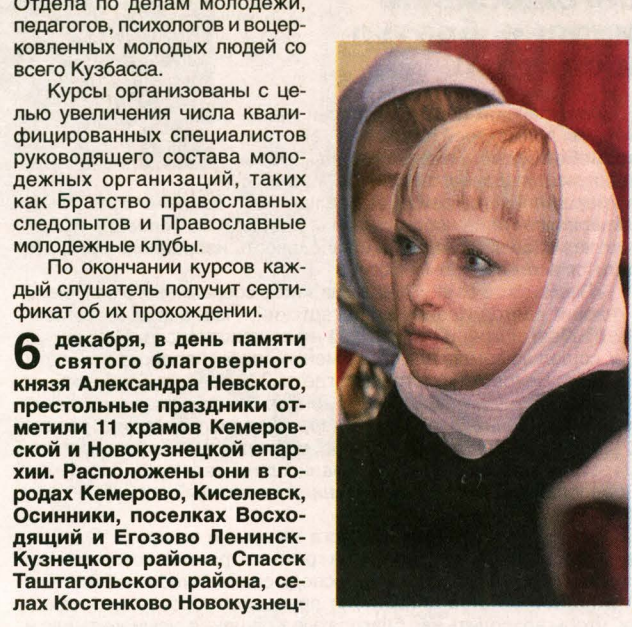 Отдела по делам молодежи,
педагогов, психологов и воцер-
ковленных молодых людей со
всего Кузбасса.
Курсы организованы с це-
лью увеличения числа квали-
фицированных специалистов
руководящего состава моло-
дежных организаций, таких
как Братство православных
следопытов и Православные
молодежные клубы.
По окончании курсов каж-
дый слушатель получит серти-
фикат об их прохождении.
6 декабря, в день памяти
святого благоверного
князя Александра Невского,
престольные праздники от-
метили 11 храмов Кемеров-
ской и Новокузнецкой епар-
хии. Расположены они в го-
родах Кемерово, Киселевск,
Осинники, поселках Восхо-
дящий и Егозово Ленинск-
Кузнецкого района, Спасск
Таштагольского района, се-
лах Костенково Новокузнец-